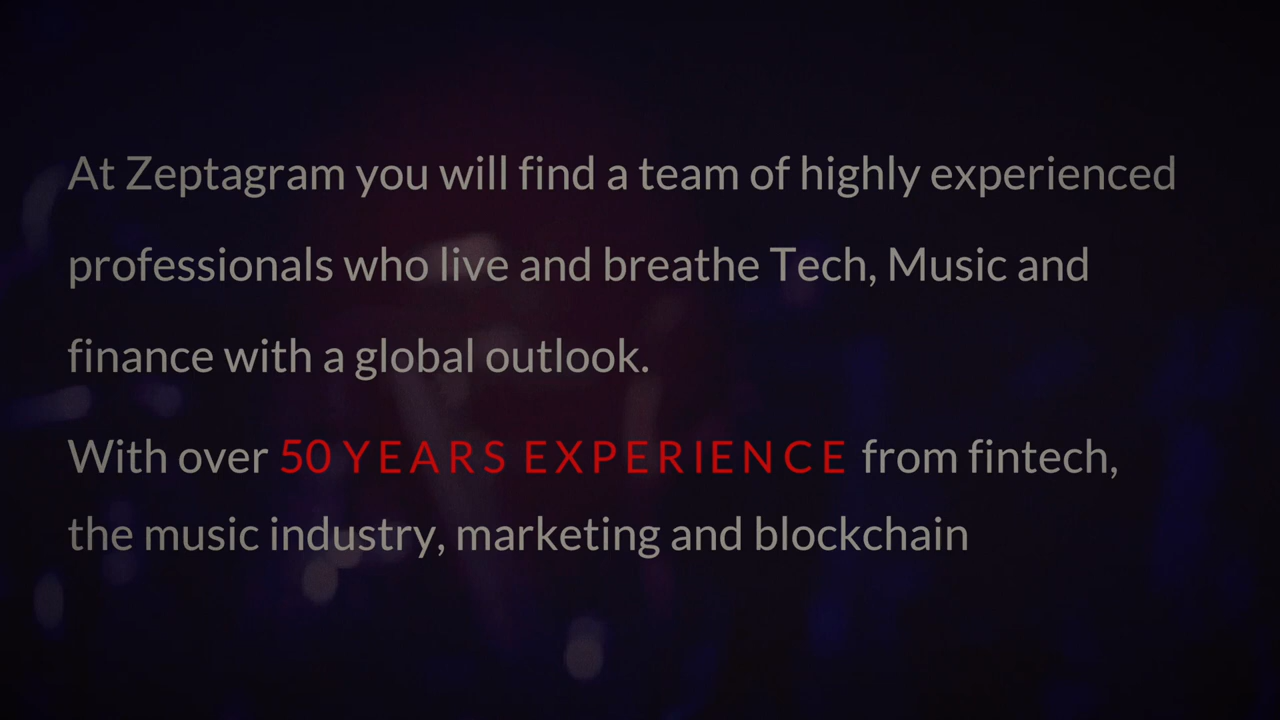 At Zeptagram you will find a team of highly experienced
professionals who live and breathe Tech, Music and
finance with a global outlook.
With over 50 YEARS EXPERIENCE from fintech,
the music industry, marketing and blockchain